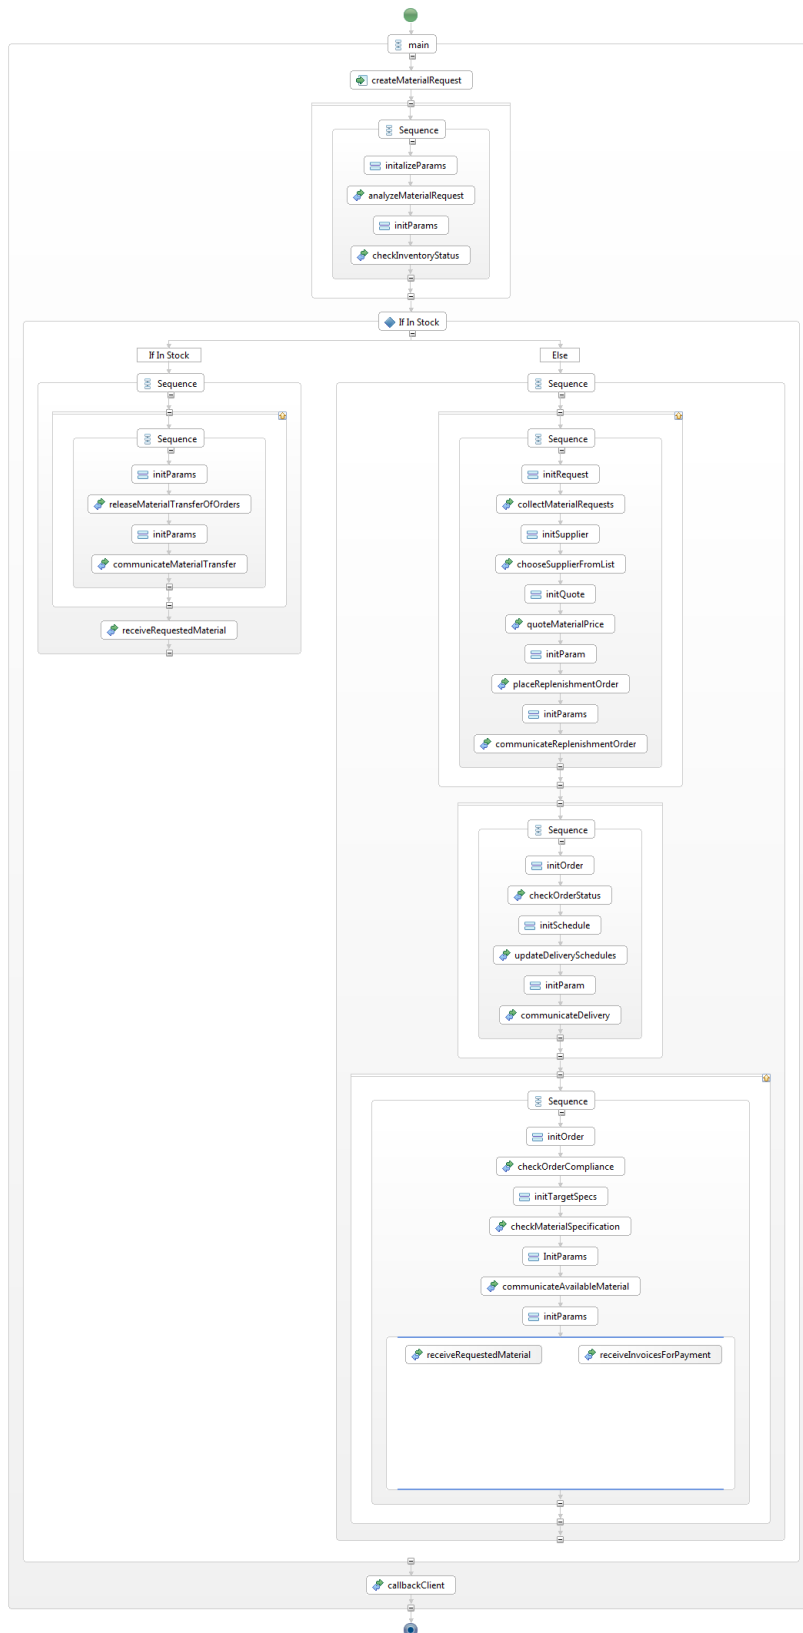 main
createMaterialRequest
Sequence
initalizeParams
analyzeMaterialRequest
initParams
checkInventoryStatus
If In Stock
If In Stock
Sequence
Sequence
initParams
releaseMaterialTransferOfOrders
initParams
communicateMaterialTransfer
receiveRequestedMaterial
Else
Sequence
Sequence
initRequest
collectMaterialRequests
initSupplier
chooseSupplierFromList
initQuote
quoteMaterialPrice
initParam
placeReplenishmentOrder
initParams
communicateReplenishmentOrder
Sequence
initOrder
checkOrderStatus
initSchedule
updateDeliverySchedules
initParam
communicateDelivery
Sequence
initOrder
checkOrderCompliance
initTargetSpecs
checkMaterialSpecification
InitParams
communicateAvailableMaterial
initParams
receiveRequestedMaterial
receiveInvoicesForPayment
callbackClient